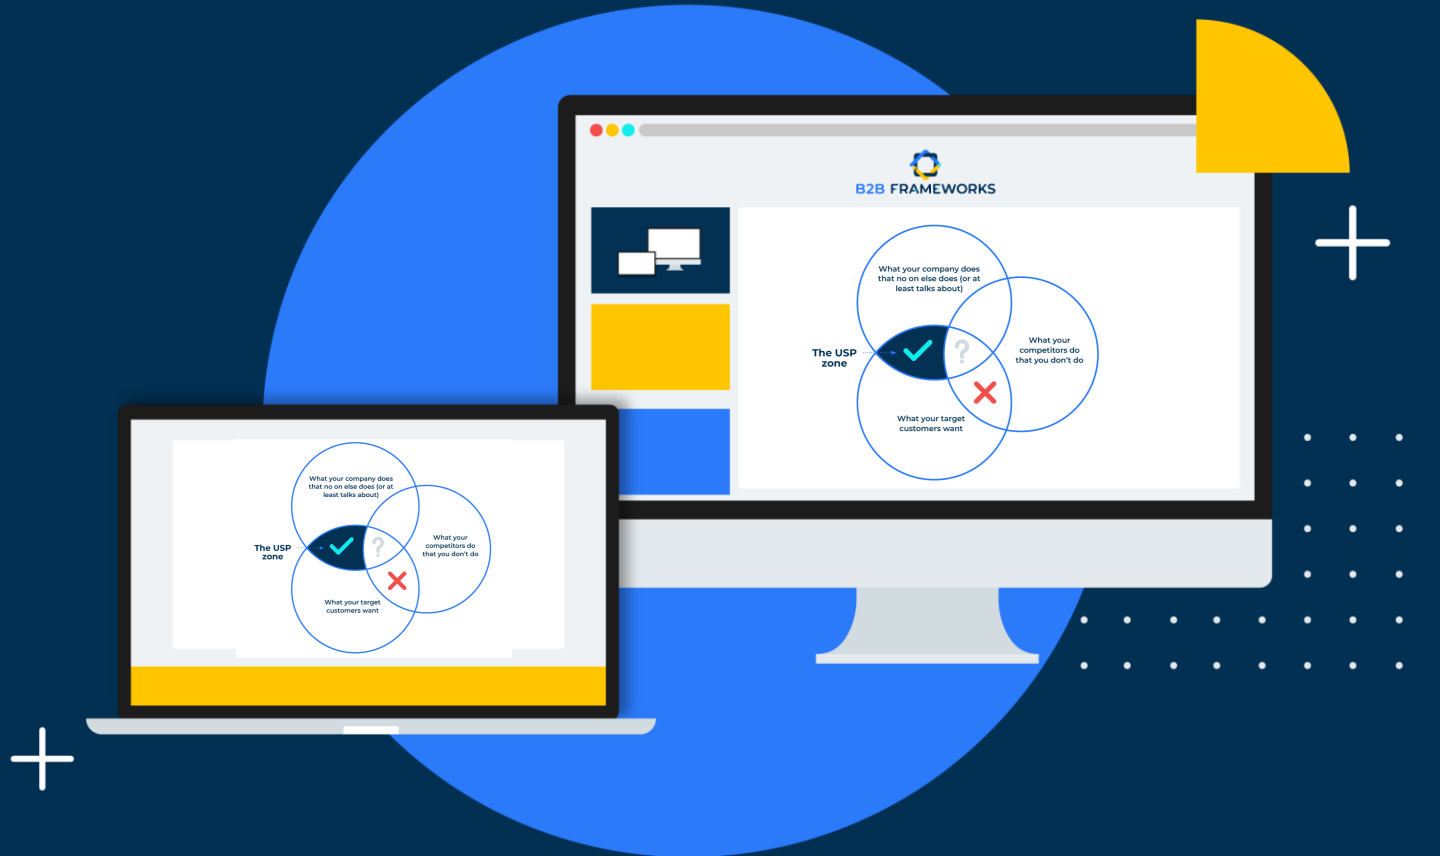 B2B FRAMEWORKS
What your company does
that no on else does (or at
least talks about)
What your
competitors do
that you don't do
The USP
zone
?
What your target
customers want
What your company does
that no on else does (or at
least talks about)
What your
competitors do
that you don't do
The USP
zone
?
What your target
customers want